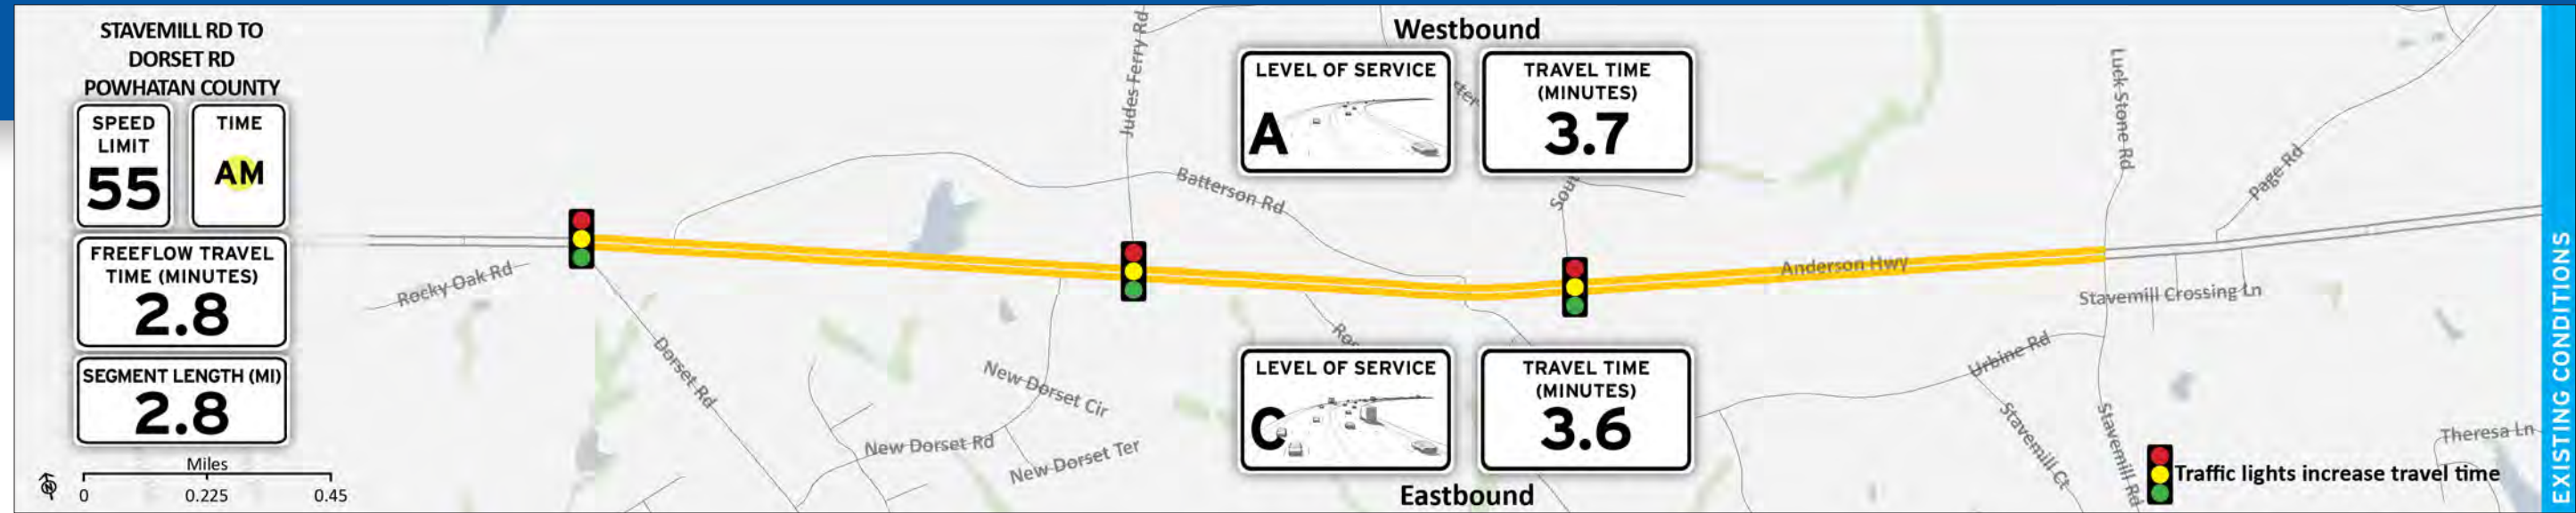 STAVEMILL RD TO
DORSET RD
POWHATAN COUNTY
SPEED
LIMIT
55
TIME
AM
FREEFLOW TRAVEL
TIME (MINUTES)
2.8
SEGMENT LENGTH (MI)
2.8
Miles
0 0.225 0.45
Westbound
LEVEL OF SERVICE
A
TRAVEL TIME
(MINUTES)
3.7
Judes Ferry Rd
Batterson Rd
Rocky Oak Rd
Dorset Rd
New Dorset Cir
New Dorset Rd
New Dorset Ter
Anderson Hwy
Luck Stone Rd
Page Rd
Stavemill Crossing Ln
Urbine Rd
Stavemill Ct
Stavemill Rd
Theresa Ln
LEVEL OF SERVICE
C
TRAVEL TIME
(MINUTES)
3.6
Eastbound
Traffic lights increase travel time
EXISTING CONDITIONS